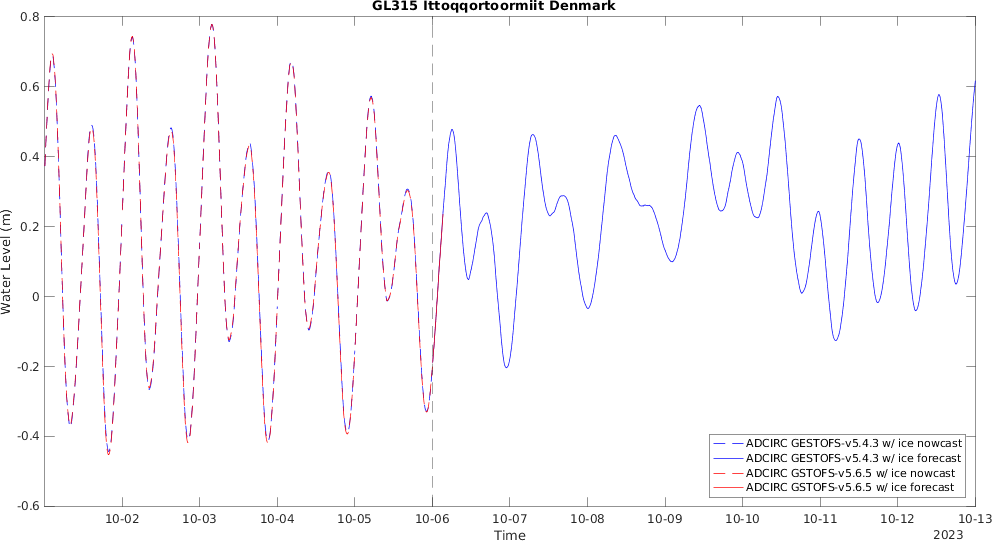 GL315 Ittoqqortoormiit Denmark
0.8
0.6
0.4
0.2
0
-0.2
-0.4
-0.6
Water Level (m)
ADCIRC GESTOFS-v5.4.3 w/ ice nowcast
ADCIRC GESTOFS-v5.4.3 w/ ice forecast
ADCIRC GSTOFS-v5.6.5 w/ ice nowcast
ADCIRC GSTOFS-v5.6.5 w/ ice forecast
10-02 10-03 10-04 10-05 10-06 10-07 10-08 10-09 10-10 10-11 10-12 10-13
Time
2023